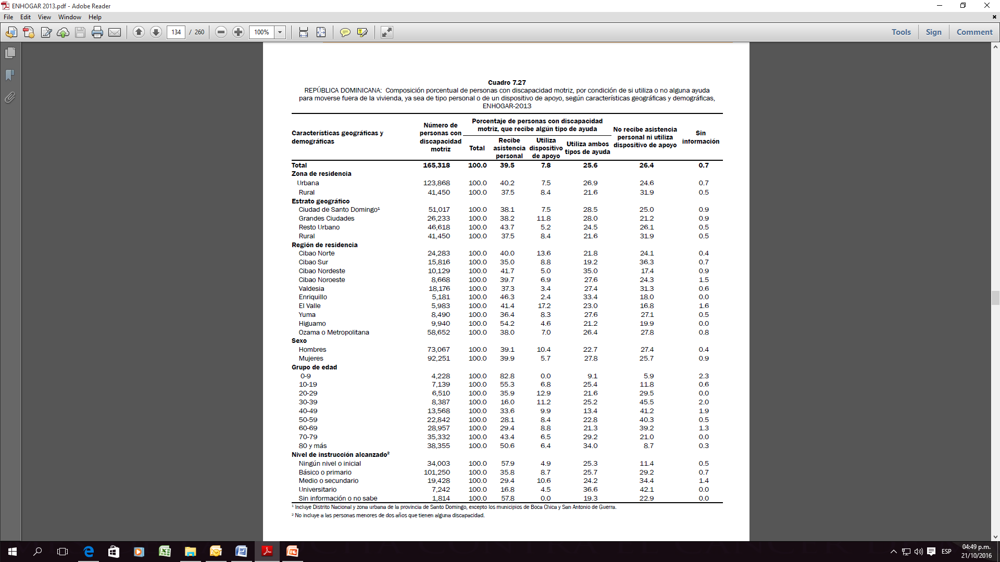 ENHOGAR 2013.pdf - Adobe Reader
File Edit View Window Help
134 / 260 100% Tools Sign Comment
Cuadro 7.27
REPÚBLICA DOMINICANA: Composición porcentual de personas con discapacidad motriz, por condición de si utiliza o no alguna ayuda
para moverse fuera de la vivienda, ya sea de tipo personal o de un dispositivo de apoyo, según características geográficas y demográficas,
ENHOGAR-2013
Características geográficas y demográficas
Número de personas con discapacidad motriz
Porcentaje de personas con discapacidad motriz, que recibe algún tipo de ayuda
Total
Recibe asistencia personal
Utiliza dispositivo de apoyo
Utiliza ambos tipos de ayuda
No recibe asistencia personal ni utiliza dispositivo de apoyo
Sin información
Total 165,318 100.0 39.5 7.8 25.6 26.4 0.7
Zona de residencia
Urbana 123,868 100.0 40.2 7.5 26.9 24.6 0.7
Rural 41,450 100.0 37.5 8.4 21.6 31.9 0.5
Estrato geográfico
Ciudad de Santo Domingo¹ 51,017 100.0 38.1 7.5 28.5 25.0 0.9
Grandes Ciudades 26,233 100.0 38.2 11.8 28.0 21.2 0.9
Resto Urbano 46,618 100.0 43.7 5.2 24.5 26.1 0.5
Rural 41,450 100.0 37.5 8.4 21.6 31.9 0.5
Región de residencia
Cibao Norte 24,283 100.0 40.0 13.6 21.8 24.1 0.4
Cibao Sur 15,816 100.0 35.0 8.8 19.2 36.3 0.7
Cibao Nordeste 10,129 100.0 41.7 5.0 35.0 17.4 0.9
Cibao Noroeste 8,668 100.0 39.7 6.9 27.6 24.3 1.5
Valdesia 18,176 100.0 37.3 3.4 27.4 31.3 0.6
Enriquillo 5,181 100.0 46.3 2.4 33.4 18.0 0.0
El Valle 5,983 100.0 41.4 17.2 23.0 16.8 1.6
Yuma 8,490 100.0 36.4 8.3 27.6 27.1 0.5
Higuamo 9,940 100.0 54.2 4.6 21.2 19.9 0.0
Ozama o Metropolitana 58,652 100.0 38.0 7.0 26.4 27.8 0.8
Sexo
Hombres 73,067 100.0 39.1 10.4 22.7 27.4 0.4
Mujeres 92,251 100.0 39.9 5.7 27.8 25.7 0.9
Grupo de edad
0-9 4,228 100.0 82.8 0.0 9.1 5.9 2.3
10-19 7,139 100.0 55.3 6.8 25.4 11.8 0.6
20-29 6,510 100.0 35.9 12.9 21.6 29.5 0.0
30-39 8,387 100.0 16.0 11.2 25.2 45.5 2.0
40-49 13,568 100.0 33.6 9.9 13.4 41.2 1.9
50-59 22,842 100.0 28.1 8.4 22.8 40.3 0.5
60-69 28,957 100.0 29.4 8.8 21.3 39.2 1.3
70-79 35,332 100.0 43.4 6.5 29.2 21.0 0.0
80 y más 38,355 100.0 50.6 6.4 34.0 8.7 0.3
Nivel de instrucción alcanzado²
Ningún nivel o inicial 34,003 100.0 57.9 4.9 25.3 11.4 0.5
Básico o primario 101,250 100.0 35.8 8.7 25.7 29.2 0.7
Medio o secundario 19,428 100.0 29.4 10.6 24.2 34.4 1.4
Universitario 7,242 100.0 16.8 4.5 36.6 42.1 0.0
Sin información o no sabe 1,814 100.0 57.8 0.0 19.3 22.9 0.0
¹ Incluye Distrito Nacional y zona urbana de la provincia de Santo Domingo, excepto los municipios de Boca Chica y San Antonio de Guerra.
² No incluye a las personas menores de dos años que tienen alguna discapacidad.
ESP
04:49 p.m.
21/10/2016